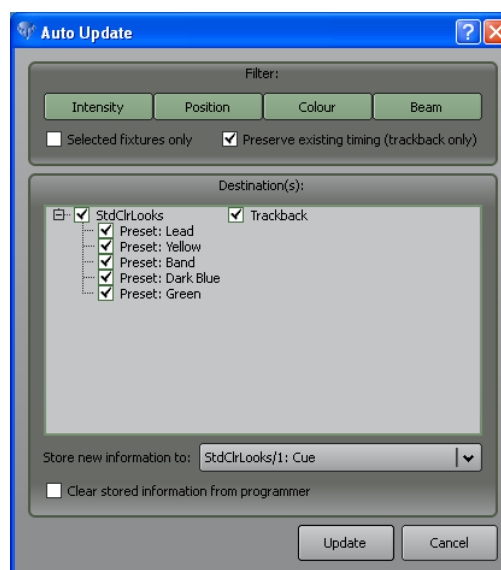 Auto Update
Filter:
Intensity Position Colour Beam
Selected fixtures only Preserve existing timing (trackback only)
Destination(s):
StdClrLooks Trackback
Preset: Lead
Preset: Yellow
Preset: Band
Preset: Dark Blue
Preset: Green
Store new information to: StdClrLooks/1: Cue
Clear stored information from programmer
Update Cancel